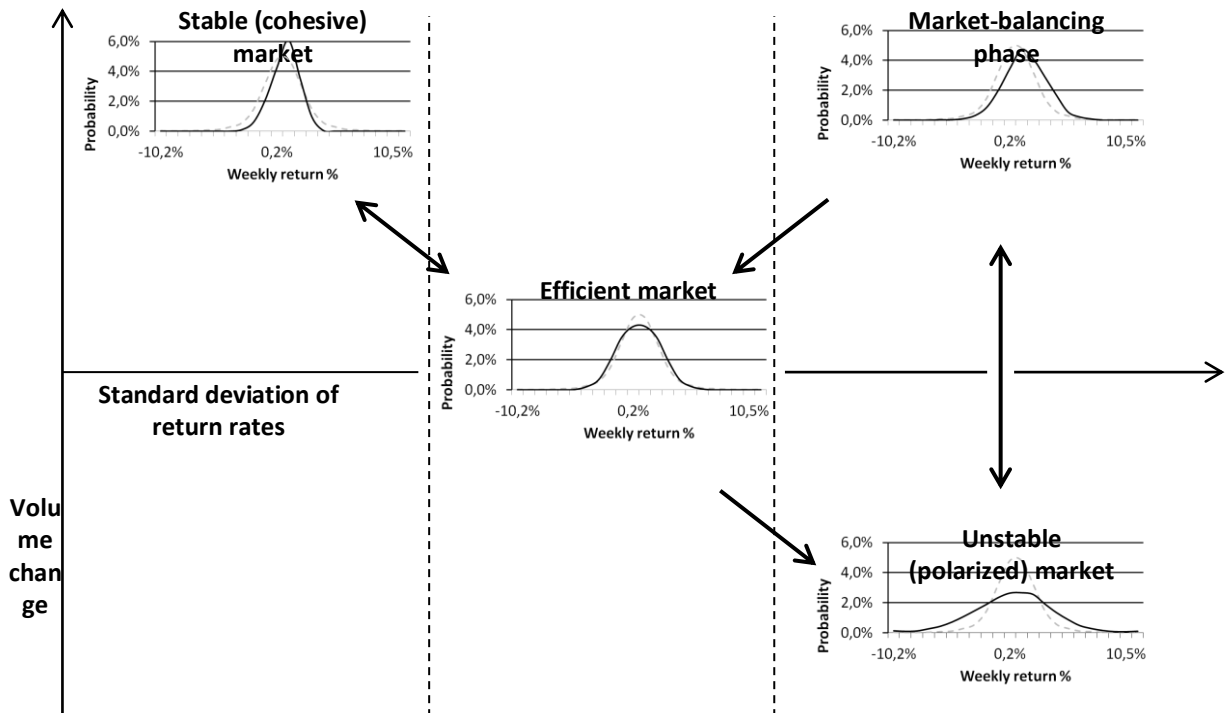 Stable (cohesive)
market
6,0%
4,0%
2,0%
0,0%
Probability
-10,2%
0,2%
10,5%
Weekly return %
Market-balancing
phase
6,0%
4,0%
2,0%
0,0%
Probability
-10,2%
0,2%
10,5%
Weekly return %
Efficient market
6,0%
4,0%
2,0%
0,0%
Probability
-10,2%
0,2%
10,5%
Weekly return %
Standard deviation of
return rates
Volu
me
chan
ge
Unstable
(polarized) market
6,0%
4,0%
2,0%
0,0%
Probability
-10,2%
0,2%
10,5%
Weekly return %